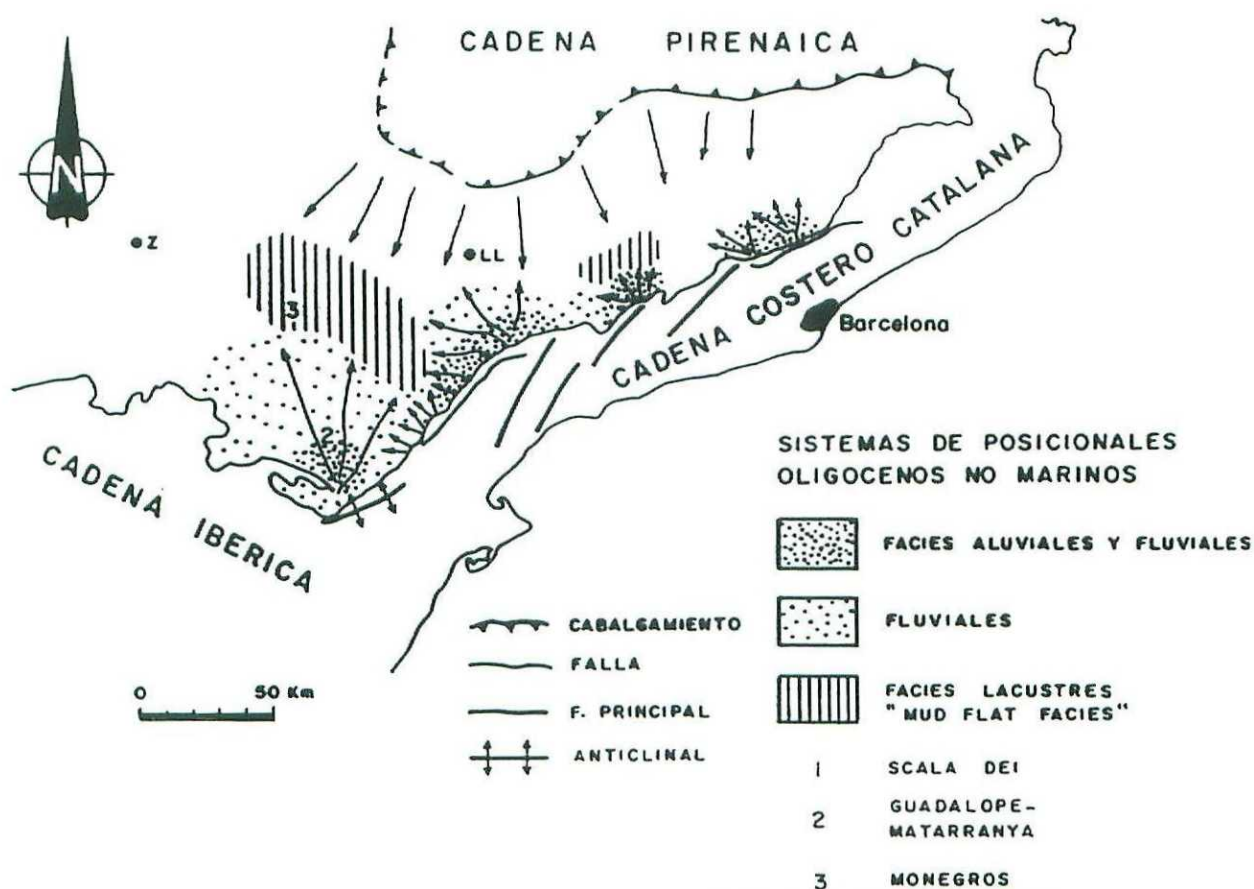 CADENA PIRENAICA
N
Z
LL
3
2
Barcelona
CADENA COSTERO CATALANA
CADENA IBERICA
0 50 Km
CABALGAMIENTO
FALLA
F. PRINCIPAL
ANTICLINAL
SISTEMAS DE POSICIONALES
OLIGOCENOS NO MARINOS
FACIES ALUVIALES Y FLUVIALES
FLUVIALES
FACIES LACUSTRES
"MUD FLAT FACIES"
1 SCALA DEI
2 GUADALOPE-
MATARRANYA
3 MONEGROS